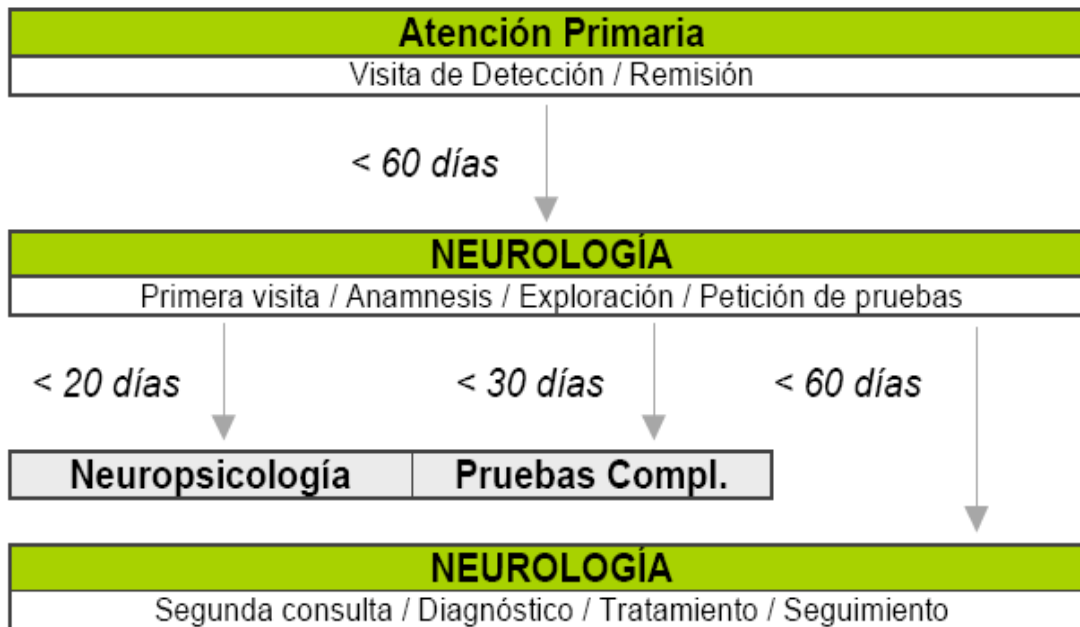 Atención Primaria
Visita de Detección / Remisión
< 60 días
NEUROLOGÍA
Primera visita / Anamnesis / Exploración / Petición de pruebas
< 20 días
< 30 días
< 60 días
Neuropsicología
Pruebas Compl.
NEUROLOGÍA
Segunda consulta / Diagnóstico / Tratamiento / Seguimiento